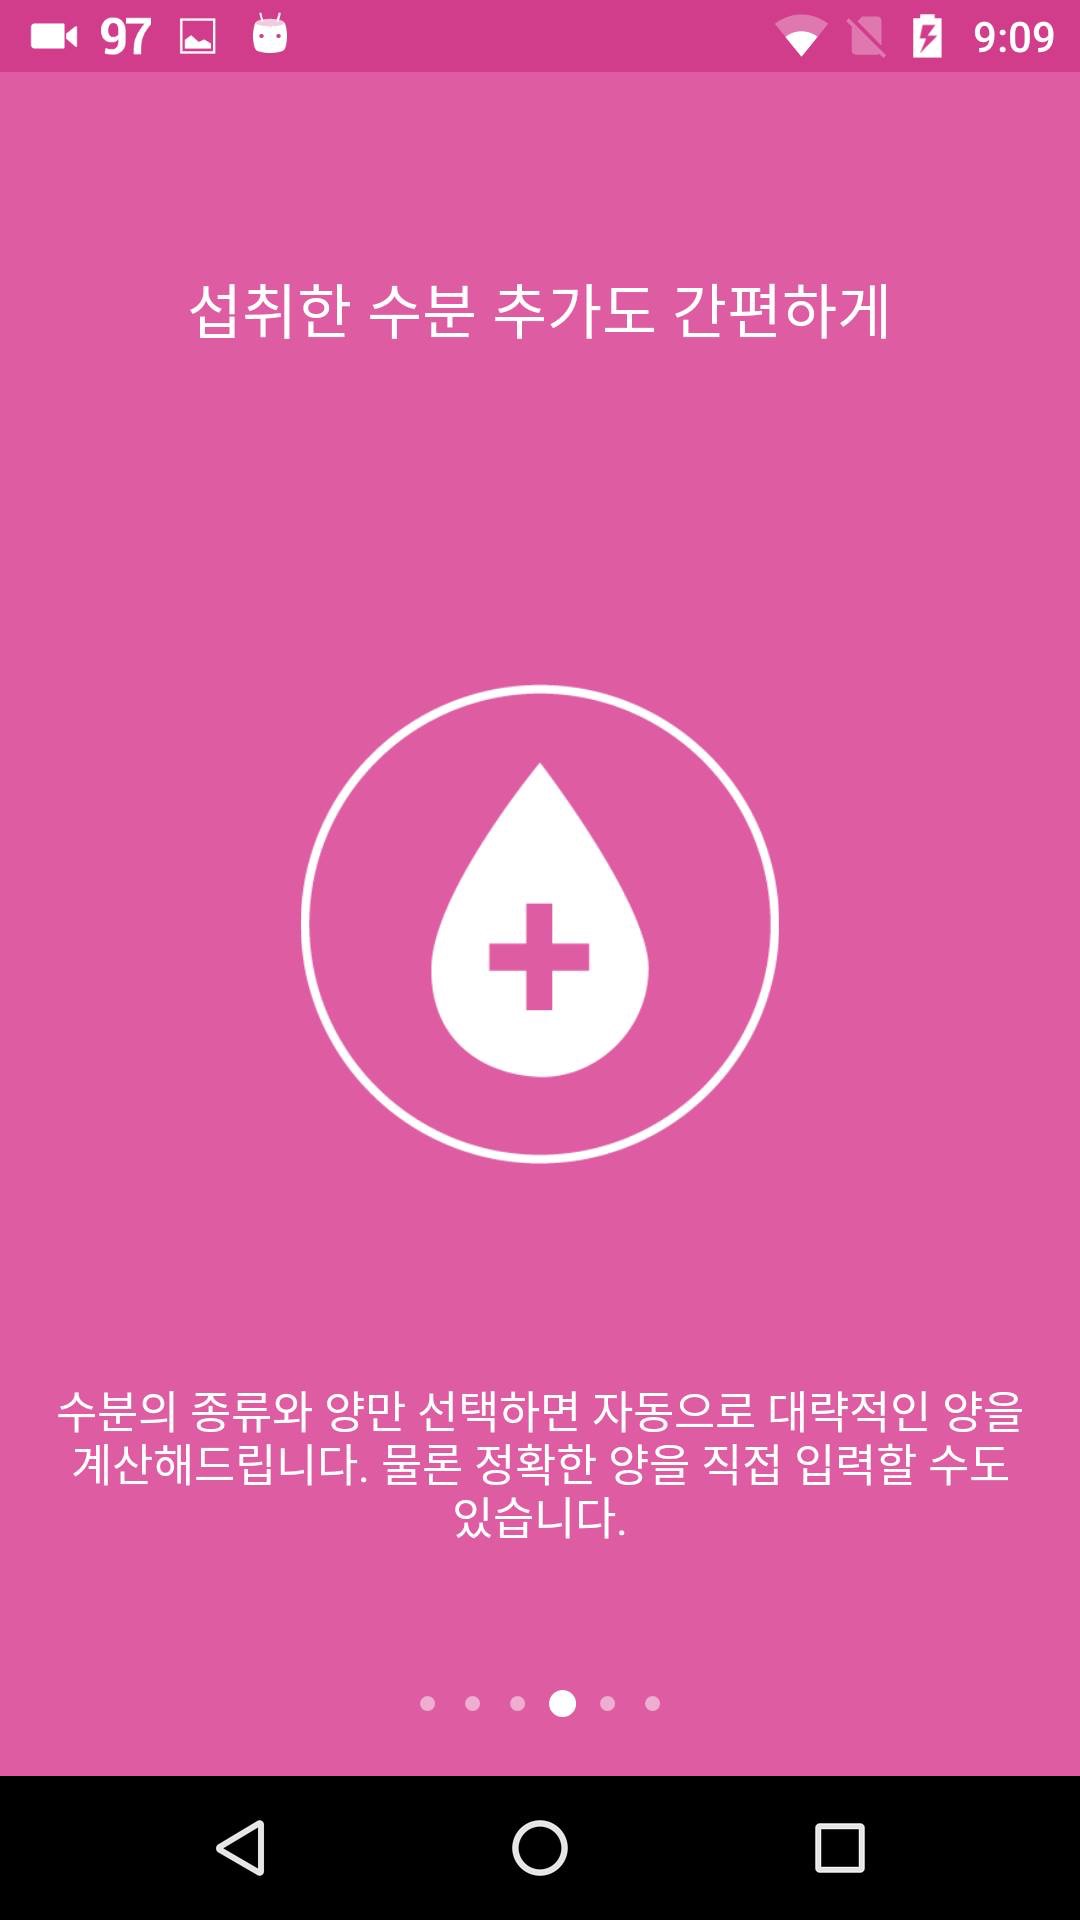 97
9:09
섭취한 수분 추가도 간편하게
수분의 종류와 양만 선택하면 자동으로 대략적인 양을
계산해드립니다. 물론 정확한 양을 직접 입력할 수도
있습니다.